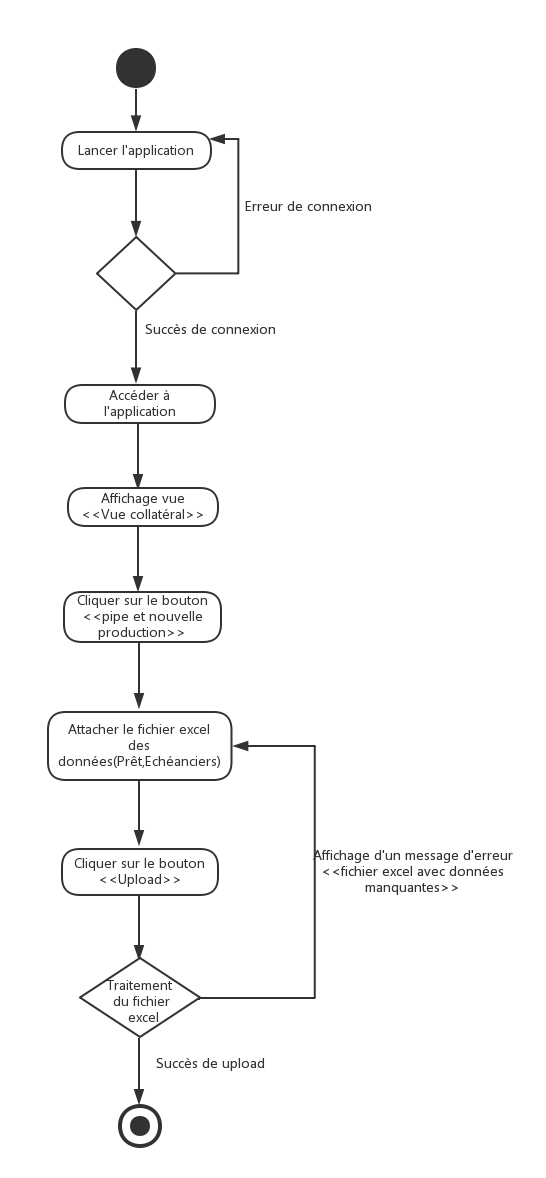 Lancer l'application
Erreur de connexion
Succès de connexion
Accéder à
l'application
Affichage vue
<<Vue collatéral>>
Cliquer sur le bouton
<<pipe et nouvelle
production>>
Attacher le fichier excel
des
données(Prêt,Echéanciers)
Cliquer sur le bouton
<<Upload>>
Affichage d'un message d'erreur
<<fichier excel avec données
manquantes>>
Traitement
du fichier
excel
Succès de upload